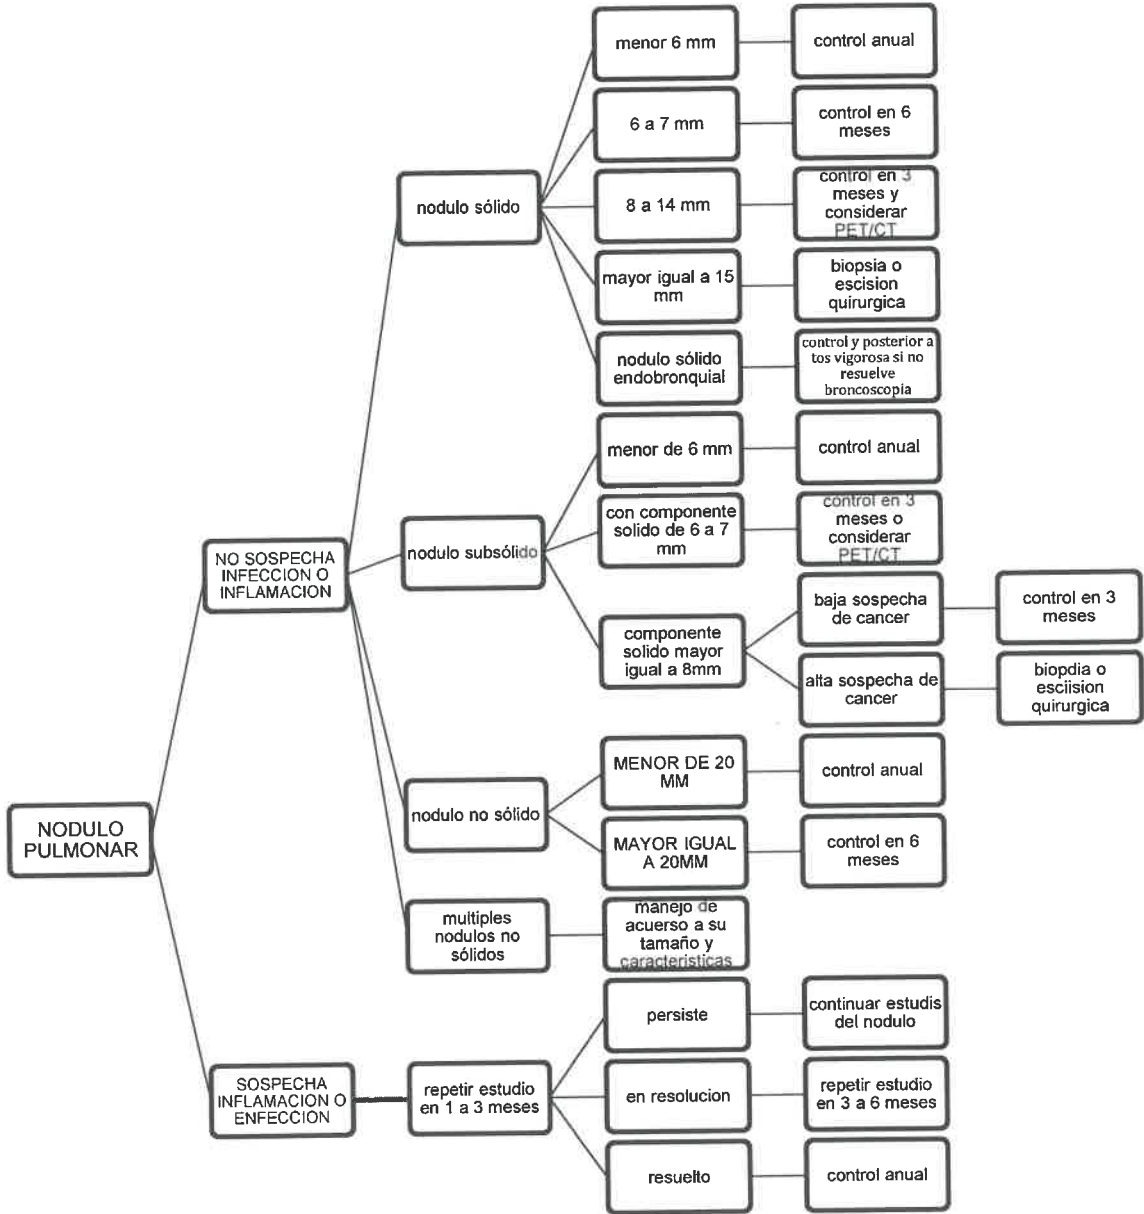 NODULO
PULMONAR
NO SOSPECHA
INFECCION O
INFLAMACION
nodulo sólido
menor 6 mm
control anual
6 a 7 mm
control en 6
meses
8 a 14 mm
control en 3
meses y
considerar
PET/CT
mayor igual a 15
mm
biopsia o
escision
quirurgica
nodulo sólido
endobronquial
control y posterior a
tos vigorosa si no
resuelve
broncoscopia
nodulo subsólido
menor de 6 mm
control anual
con componente
solido de 6 a 7
mm
control en 3
meses o
considerar
PET/CT
componente
solido mayor
igual a 8mm
baja sospecha
de cancer
control en 3
meses
alta sospecha de
cancer
biopdia o
esciision
quirurgica
nodulo no sólido
MENOR DE 20
MM
control anual
MAYOR IGUAL
A 20MM
control en 6
meses
multiples
nodulos no
sólidos
manejo de
acuerso a su
tamaño y
caracteristicas
SOSPECHA
INFLAMACION O
ENFECCION
repetir estudio
en 1 a 3 meses
persiste
continuar estudis
del nodulo
en resolucion
repetir estudio
en 3 a 6 meses
resuelto
control anual